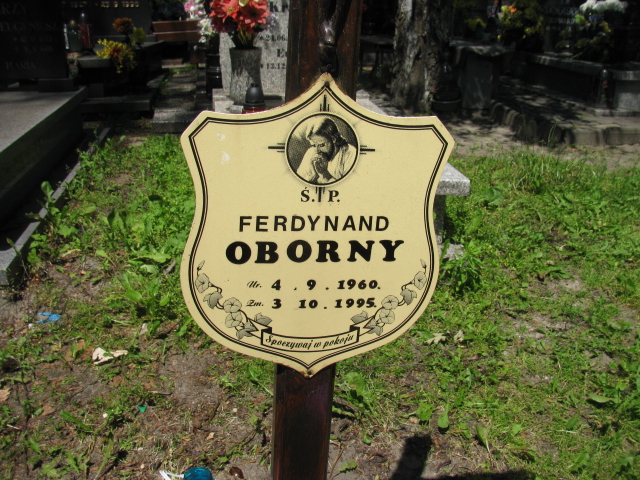 Ś. P.
FERDYNAND
OBORNY
Ur. 4 . 9 . 1960.
Zm. 3 10 . 1995.
Spoczywaj w pokoju